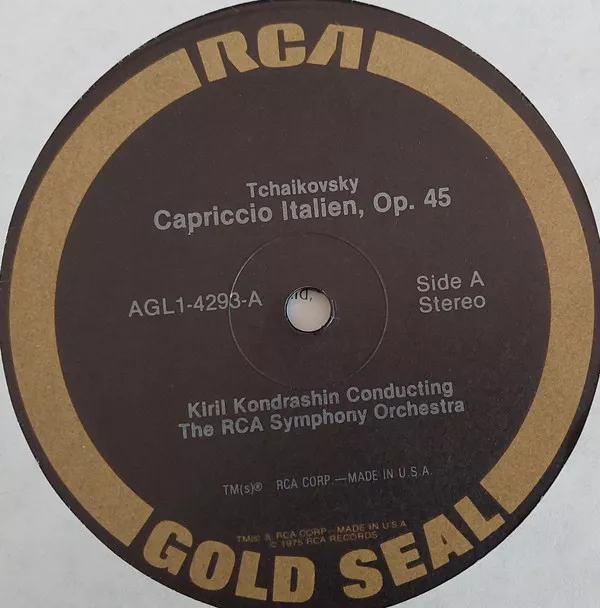 RCA
Tchaikovsky
Capriccio Italien, Op. 45
AGL1-4293-A
Side A
Stereo
Kiril Kondrashin Conducting
The RCA Symphony Orchestra
TM(s)® RCA CORP.—MADE IN U.S.A.
TM(s) ® RCA CORP—MADE IN U.S.A
© 1975 RCA RECORDS
GOLD SEAL